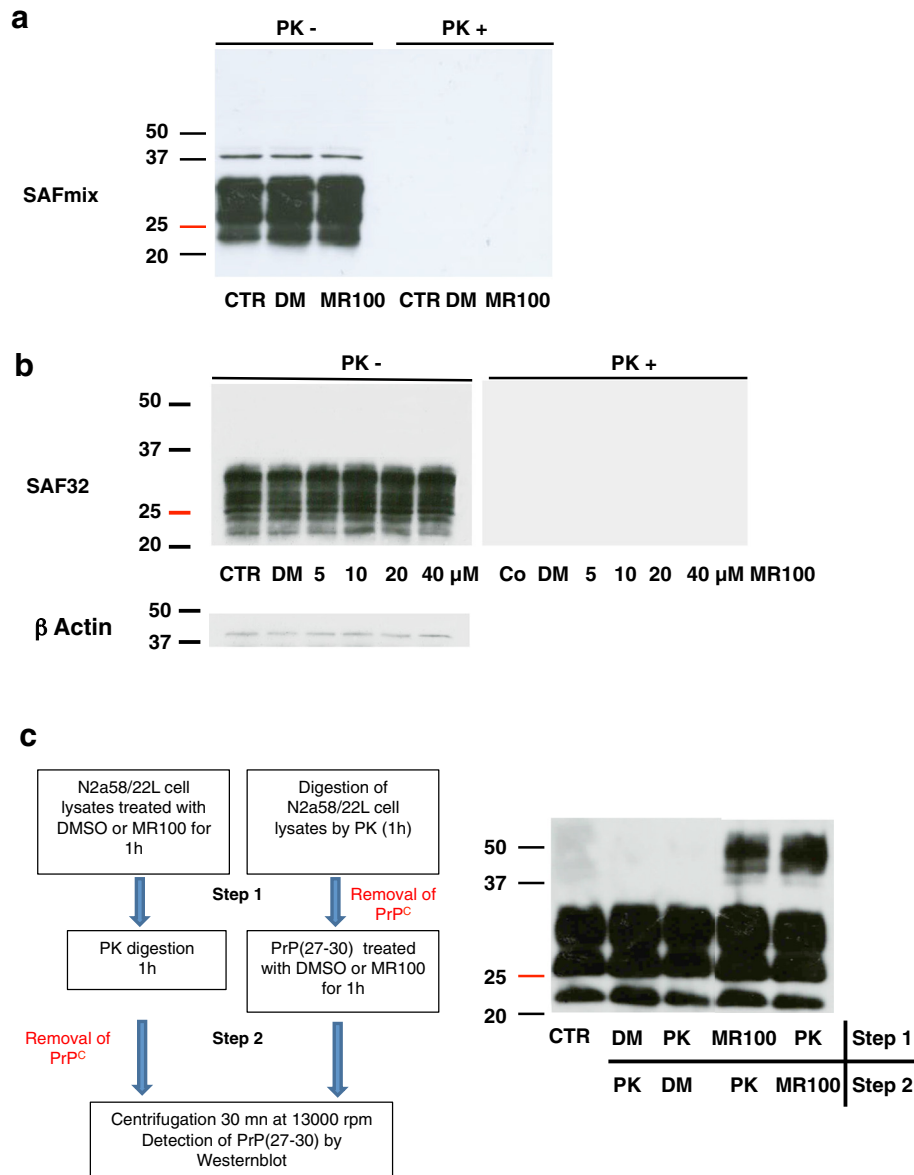 a
PK -
PK +
50
37
SAFmix
25
20
CTR DM MR100
CTR DM MR100
b
PK -
PK +
50
37
SAF32
25
20
CTR DM 5 10 20 40 µM
Co DM 5 10 20 40 µM MR100
50
β Actin
37
c
N2a58/22L cell
lysates treated with
DMSO or MR100 for
1h
Digestion of
N2a58/22L cell
lysates by PK (1h)
Step 1
Removal of
PrPC
PK digestion
1h
PrP(27-30) treated
with DMSO or MR100
for 1h
Removal of
PrPC
Step 2
Centrifugation 30 mn at 13000 rpm
Detection of PrP(27-30) by
Westernblot
50
37
25
20
CTR DM PK MR100 PK Step 1
PK DM PK MR100 Step 2